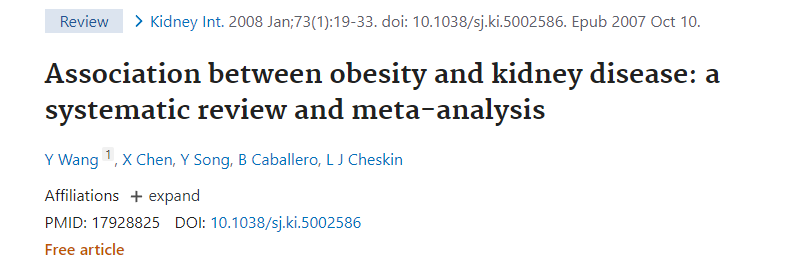 Review Kidney Int. 2008 Jan;73(1):19-33. doi: 10.1038/sj.ki.5002586. Epub 2007 Oct 10.
Association between obesity and kidney disease: a
systematic review and meta-analysis
Y Wang 1, X Chen, Y Song, B Caballero, L J Cheskin
Affiliations + expand
PMID: 17928825 DOI: 10.1038/sj.ki.5002586
Free article